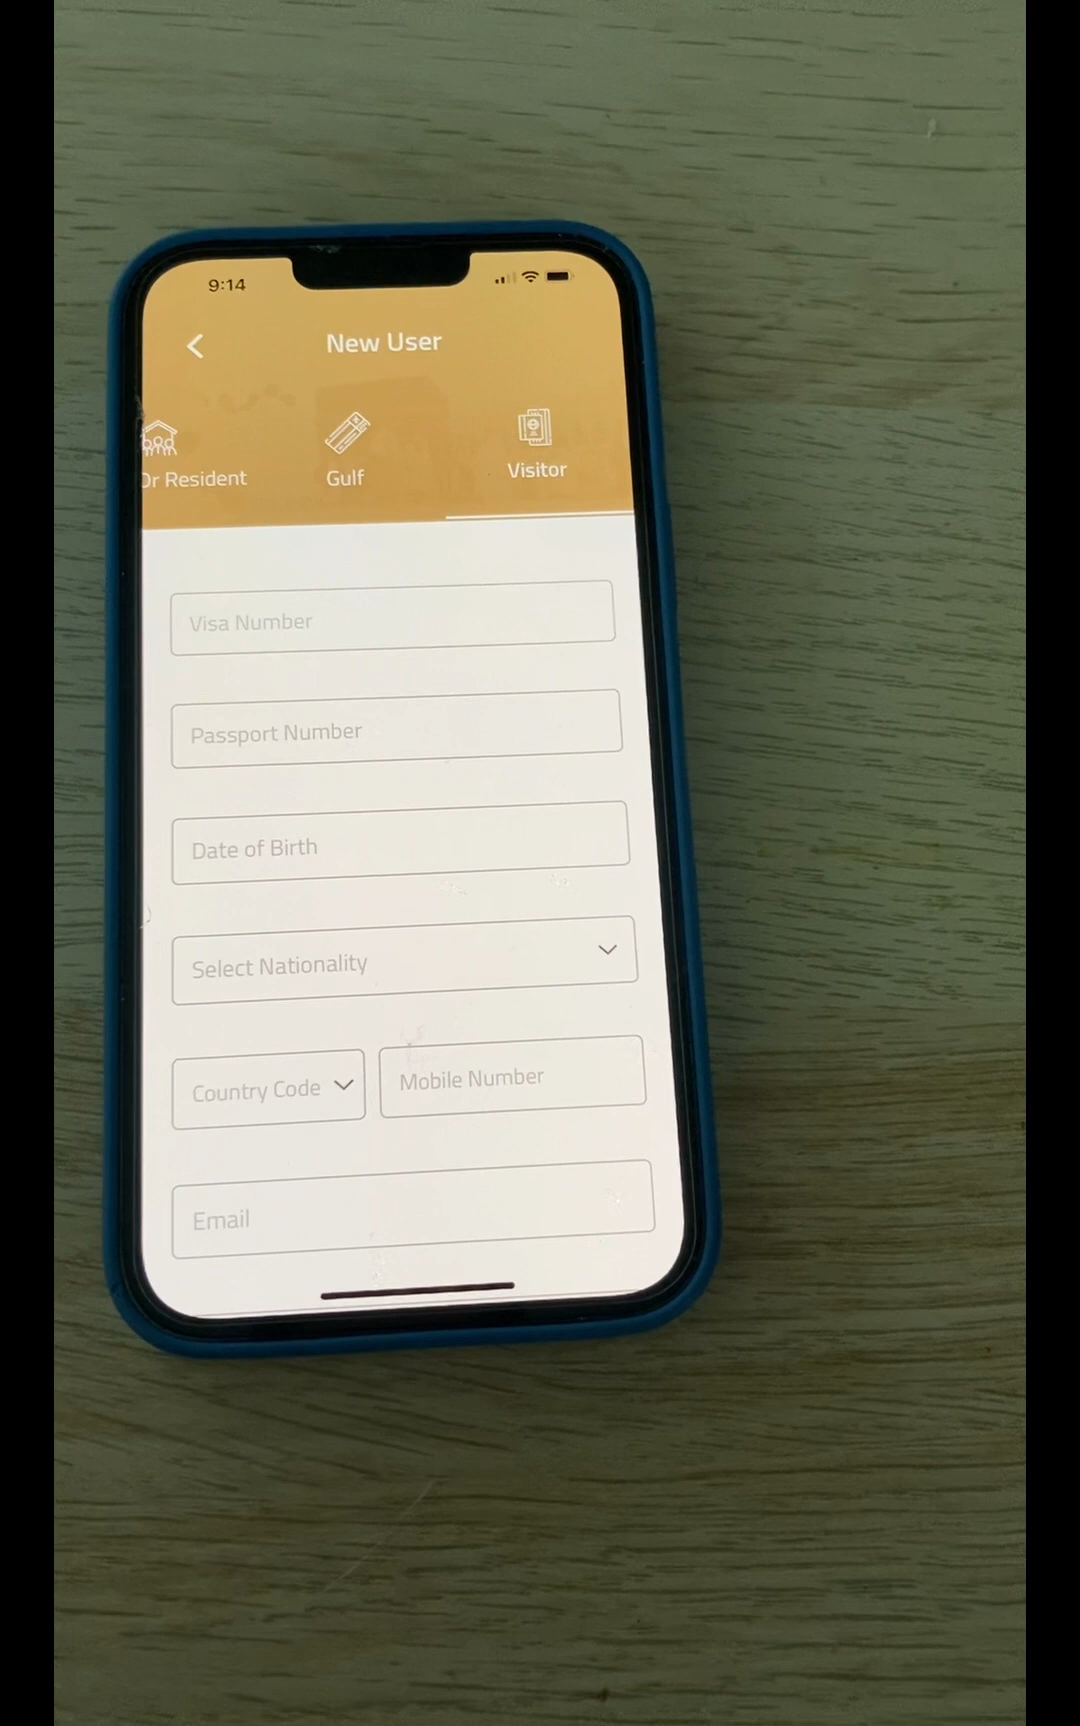 9:14
New User
Or Resident
Gulf
Visitor
Visa Number
Passport Number
Date of Birth
Select Nationality
Country Code
Mobile Number
Email